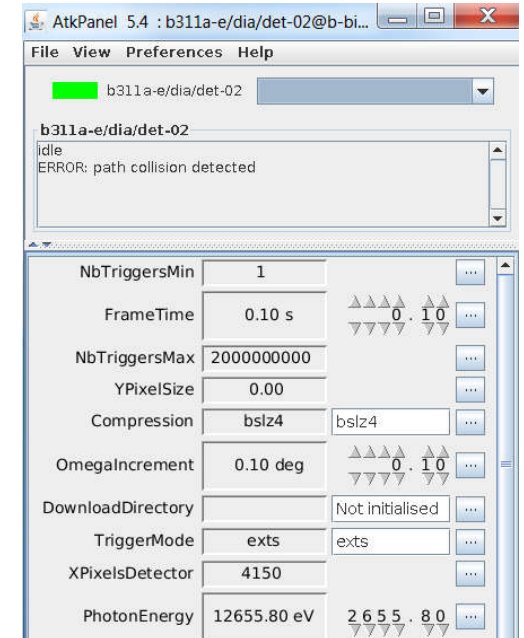 AtkPanel 5.4 : b311a-e/dia/det-02@b-bi...
File View Preferences Help
b311a-e/dia/det-02
b311a-e/dia/det-02
idle
ERROR: path collision detected
NbTriggersMin 1 ...
FrameTime 0.10 s 0.10 ...
NbTriggersMax 2000000000 ...
YPixelSize 0.00 ...
Compression bslz4 bslz4 ...
OmegaIncrement 0.10 deg 0.10 ...
DownloadDirectory Not initialised ...
TriggerMode exts exts ...
XPixelsDetector 4150 ...
PhotonEnergy 12655.80 eV 2655.80 ...